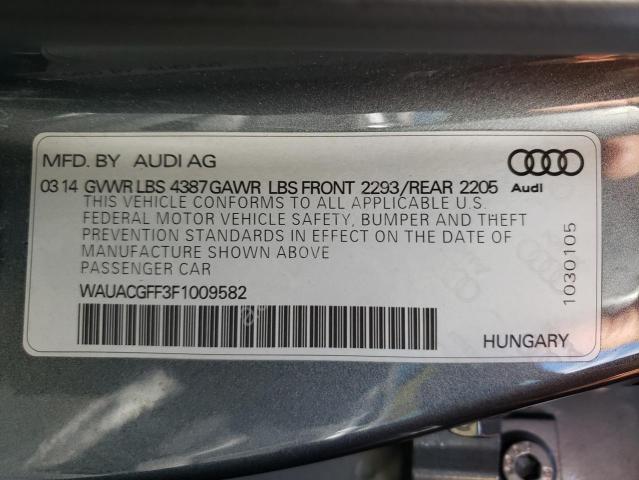 MFD. BY AUDI AG
03 14 GVWR LBS 4387 GAWR LBS FRONT 2293/REAR 2205
Audi
THIS VEHICLE CONFORMS TO ALL APPLICABLE U.S.
FEDERAL MOTOR VEHICLE SAFETY, BUMPER AND THEFT
PREVENTION STANDARDS IN EFFECT ON THE DATE OF
MANUFACTURE SHOWN ABOVE
PASSENGER CAR
WAUACGFF3F1009582
HUNGARY
1030105